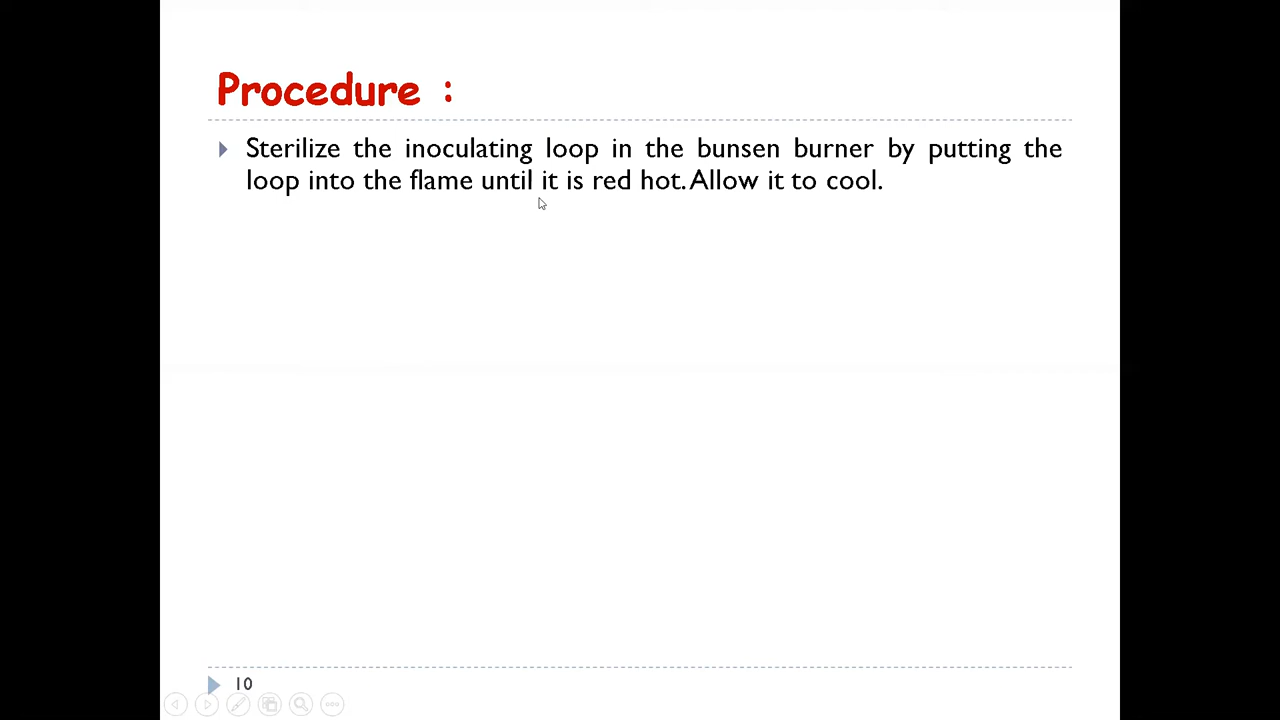 Procedure :
Sterilize the inoculating loop in the bunsen burner by putting the
loop into the flame until it is red hot. Allow it to cool.
10